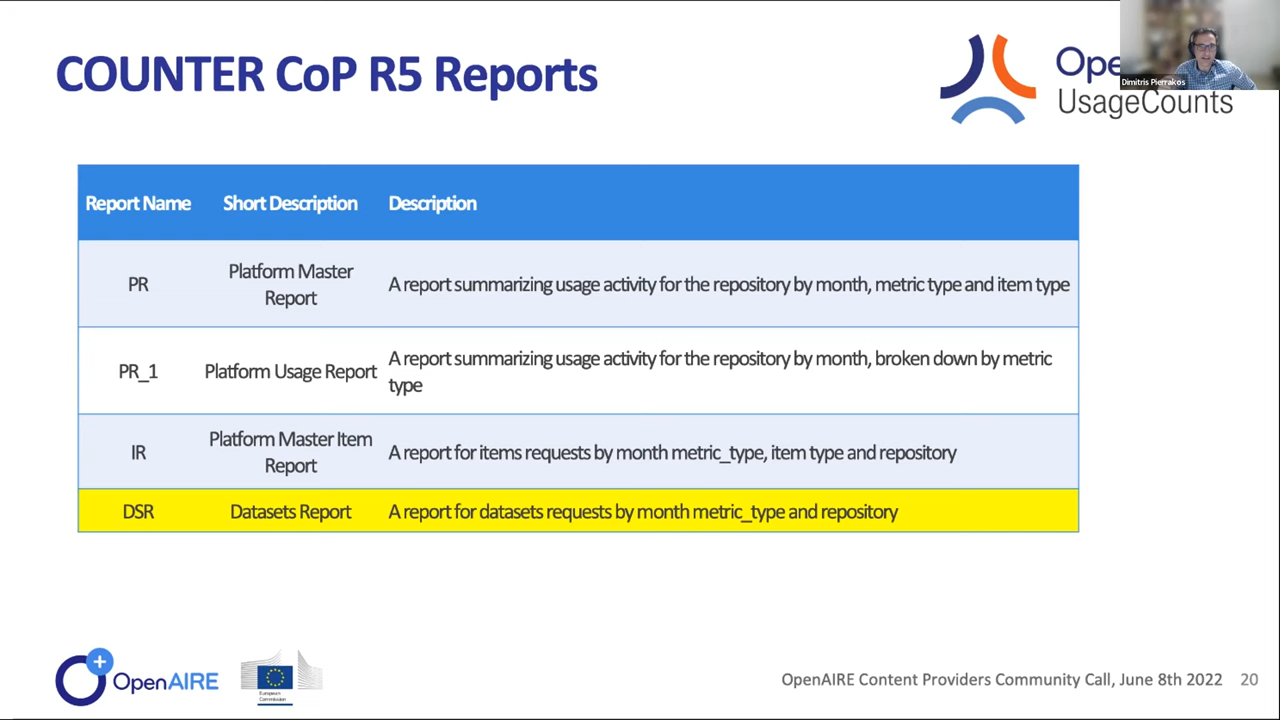 COUNTER CoP R5 Reports
Ope
UsageCounts
Dimitris Pierrakos
Report Name Short Description Description
PR Platform Master Report A report summarizing usage activity for the repository by month, metric type and item type
PR_1 Platform Usage Report A report summarizing usage activity for the repository by month, broken down by metric type
IR Platform Master Item Report A report for items requests by month metric_type, item type and repository
DSR Datasets Report A report for datasets requests by month metric_type and repository
OpenAIRE
European
Commission
OpenAIRE Content Providers Community Call, June 8th 2022 20